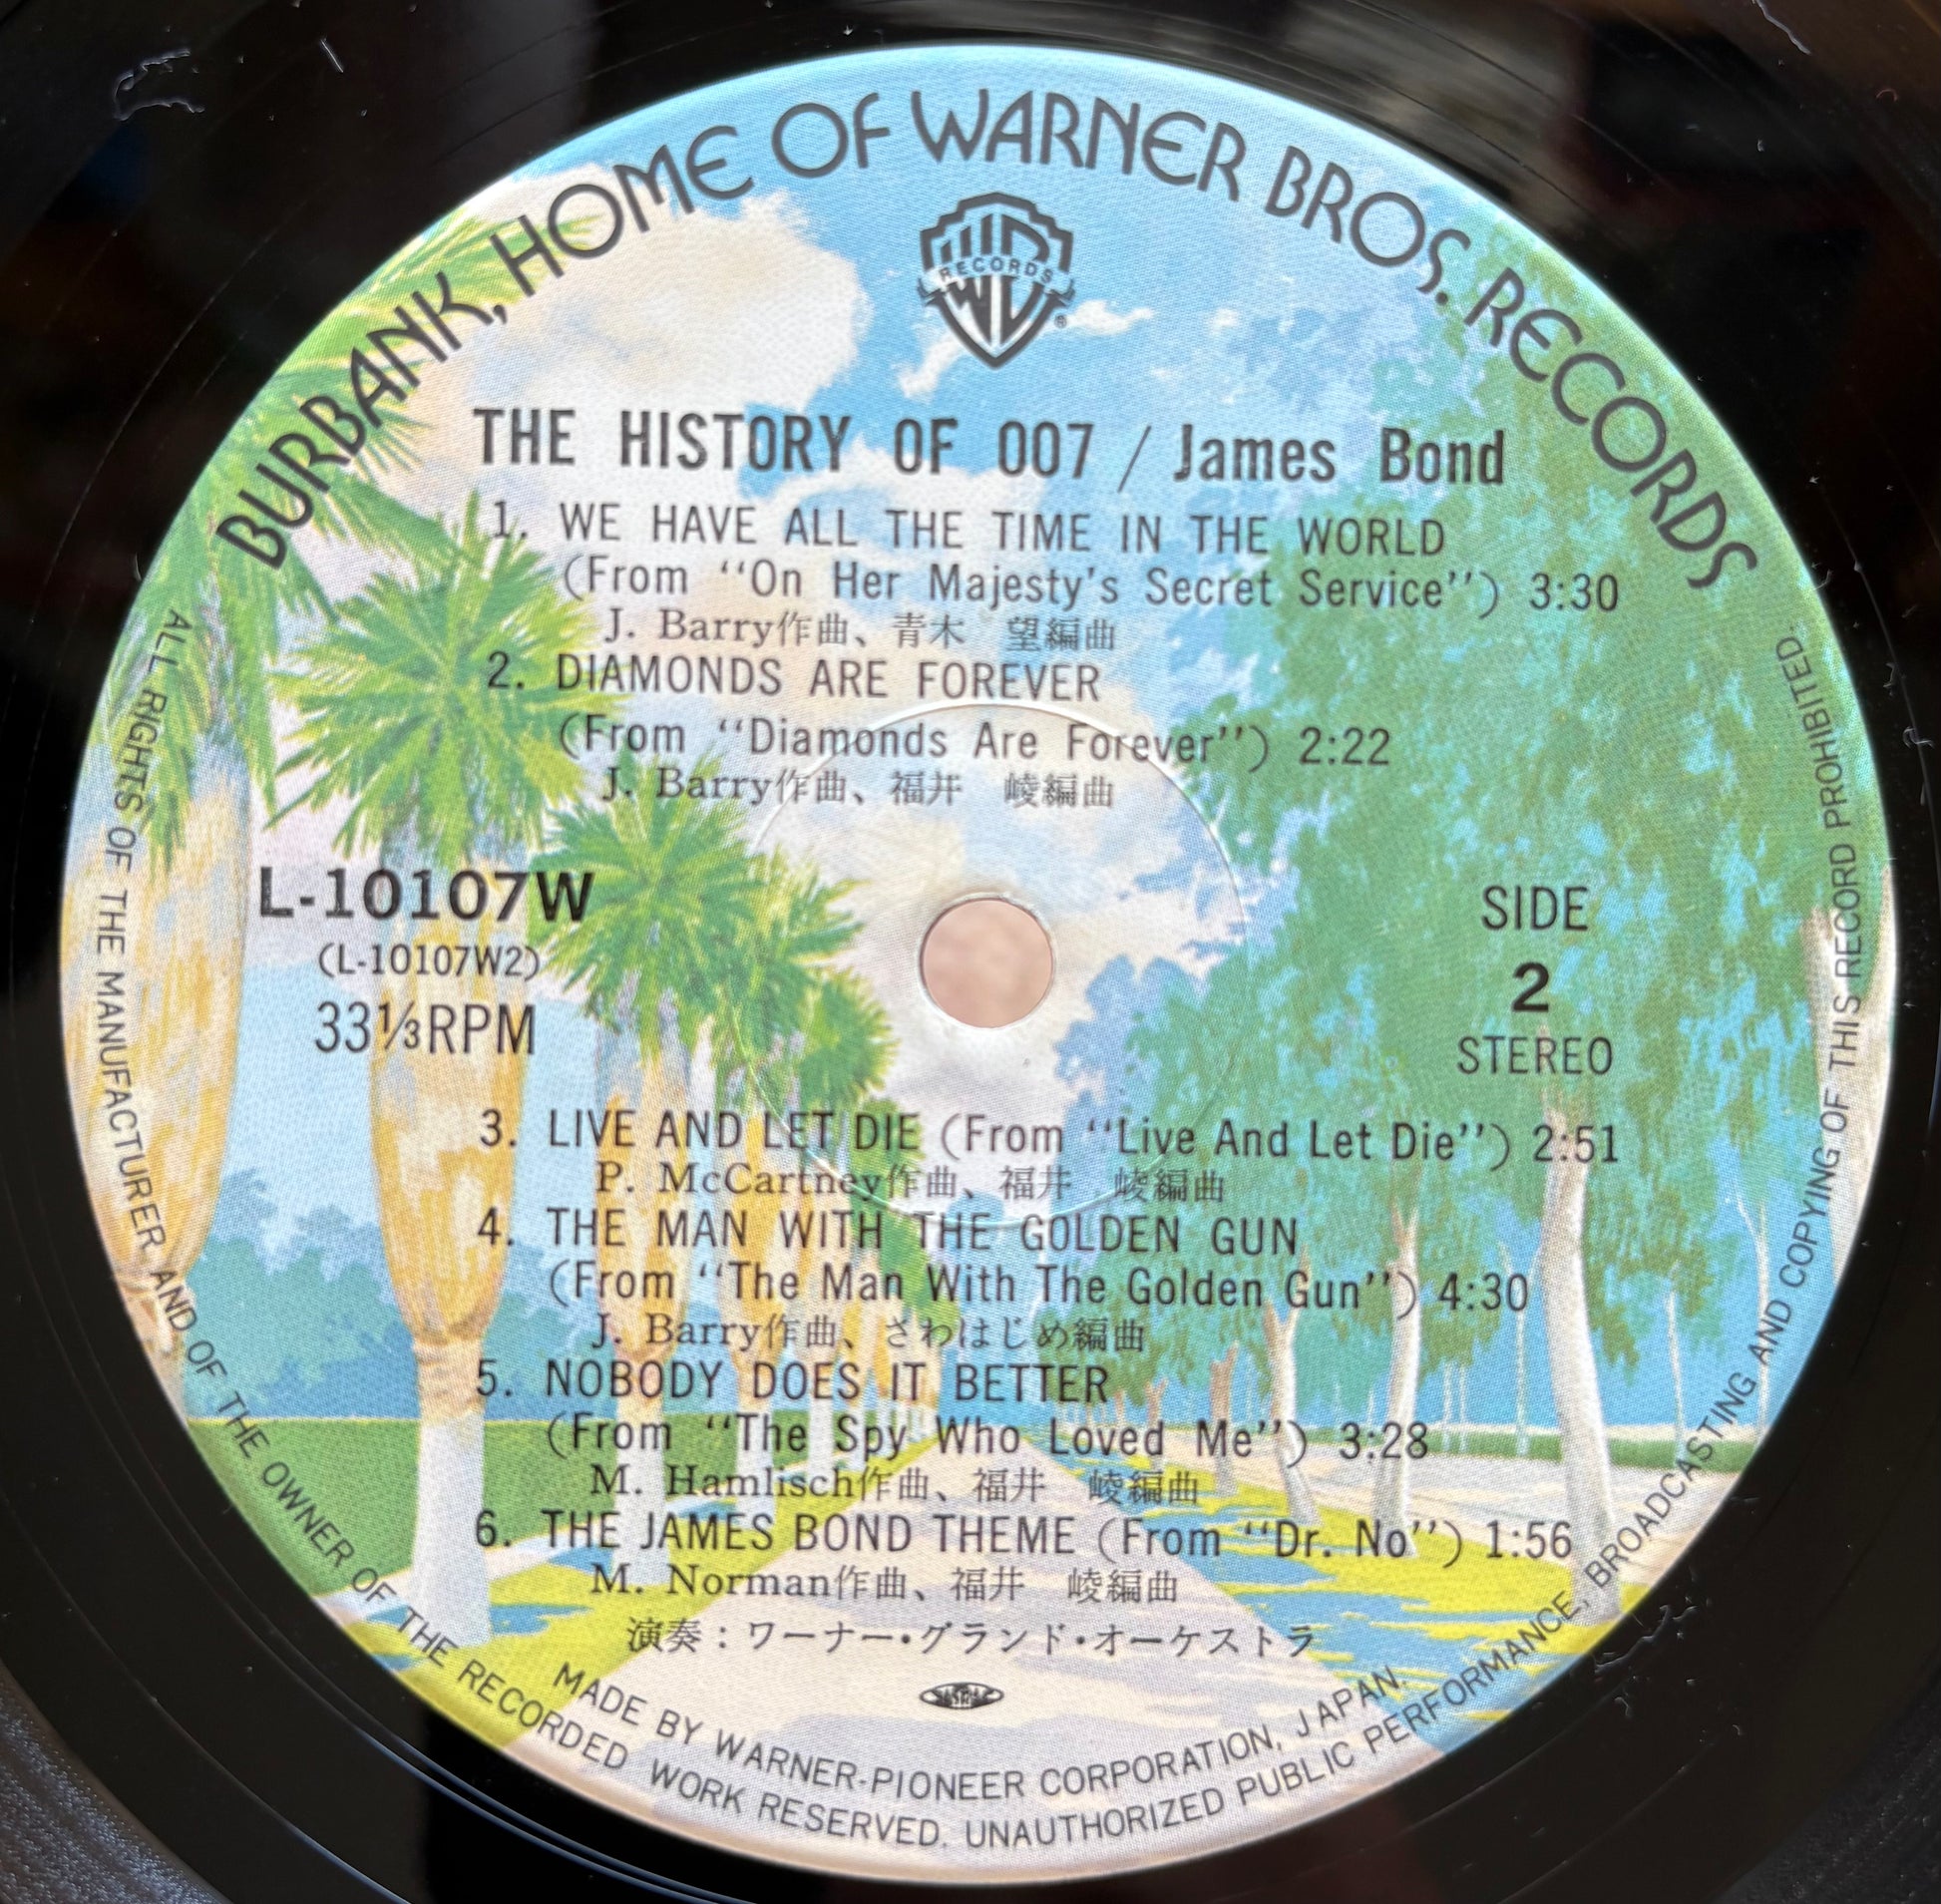 BURBANK, HOME OF WARNER BROS. RECORDS
WB
RECORDS
®
THE HISTORY OF 007 / James Bond
1. WE HAVE ALL THE TIME IN THE WORLD
(From “On Her Majesty's Secret Service”) 3:30
J. Barry作曲、青木 望編曲
2. DIAMONDS ARE FOREVER
(From “Diamonds Are Forever”) 2:22
J. Barry作曲、福井 崚編曲
L-10107W
(L-10107W2)
33⅓RPM
SIDE
2
STEREO
3. LIVE AND LET DIE (From “Live And Let Die”) 2:51
P. McCartney作曲、福井 崚編曲
4. THE MAN WITH THE GOLDEN GUN
(From “The Man With The Golden Gun”) 4:30
J. Barry作曲、さわはじめ編曲
5. NOBODY DOES IT BETTER
(From “The Spy Who Loved Me”) 3:28
M. Hamlisch作曲、福井 崚編曲
6. THE JAMES BOND THEME (From “Dr. No”) 1:56
M. Norman作曲、福井 崚編曲
演奏：ワーナー・グランド・オーケストラ
JASRAC
MADE BY WARNER-PIONEER CORPORATION, JAPAN.
ALL RIGHTS OF THE MANUFACTURER AND OF THE OWNER OF THE RECORDED WORK RESERVED. UNAUTHORIZED PUBLIC PERFORMANCE, BROADCASTING AND COPYING OF THIS RECORD PROHIBITED.